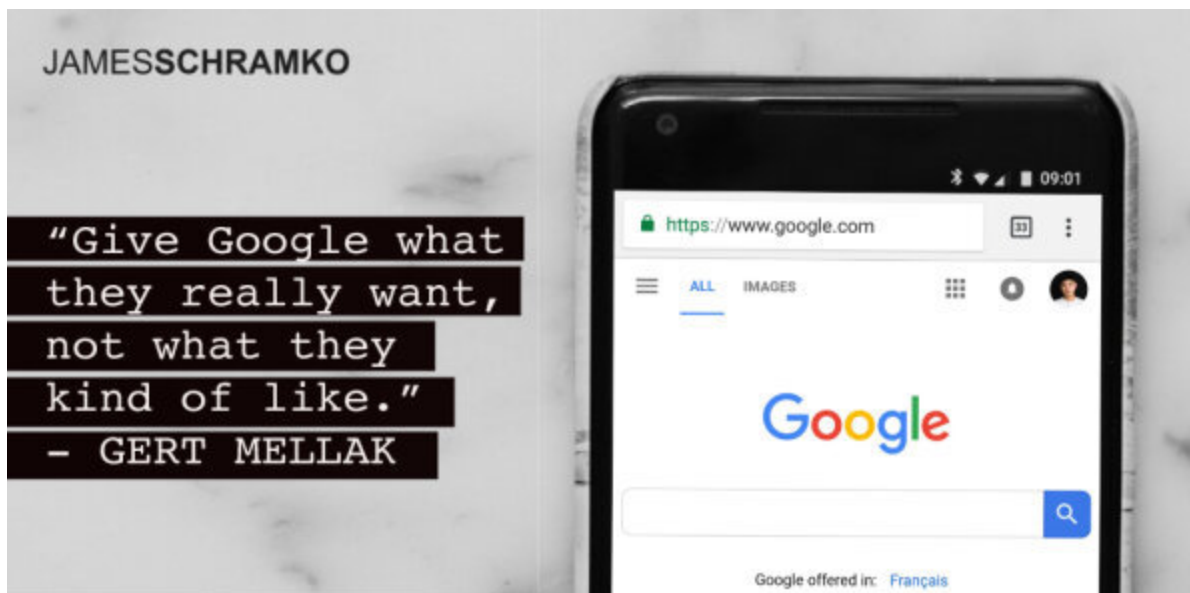 JAMESSCHRAMKO
“Give Google what
they really want,
not what they
kind of like.”
– GERT MELLAK
09:01
https://www.google.com
33
ALL IMAGES
Google
Google offered in: Français